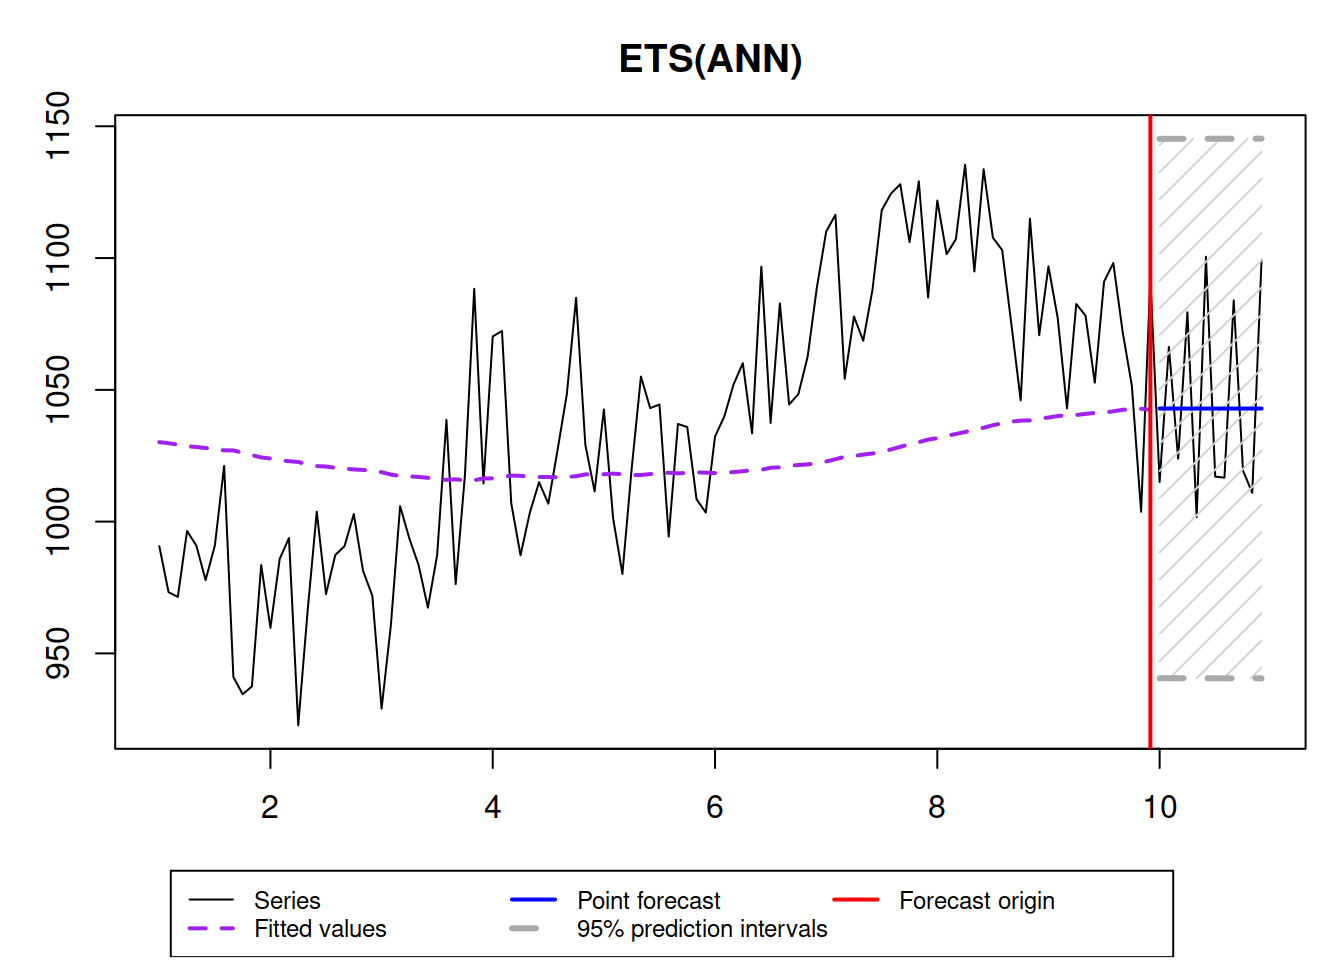 ETS(ANN)
1150
1100
1050
1000
950
2 4 6 8 10
Series Point forecast Forecast origin
Fitted values 95% prediction intervals